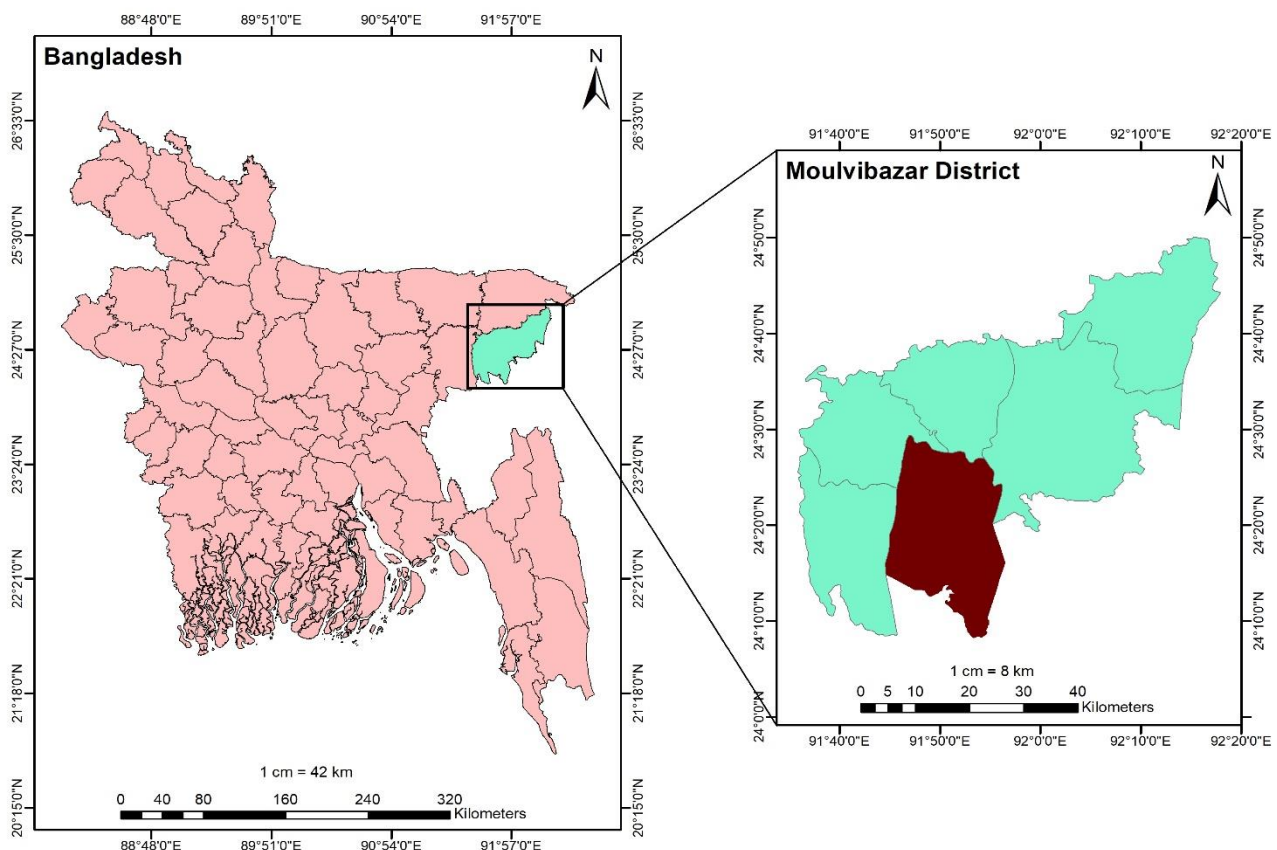 88°48'0"E 89°51'0"E 90°54'0"E 91°57'0"E
Bangladesh
N
26°33'0"N
25°30'0"N
24°27'0"N
23°24'0"N
22°21'0"N
21°18'0"N
20°15'0"N
26°33'0"N
25°30'0"N
24°27'0"N
23°24'0"N
22°21'0"N
21°18'0"N
20°15'0"N
1 cm = 42 km
0 40 80 160 240 320
Kilometers
88°48'0"E 89°51'0"E 90°54'0"E 91°57'0"E
91°40'0"E 91°50'0"E 92°0'0"E 92°10'0"E 92°20'0"E
Moulvibazar District
N
24°50'0"N
24°40'0"N
24°30'0"N
24°20'0"N
24°10'0"N
24°0'0"N
24°50'0"N
24°40'0"N
24°30'0"N
24°20'0"N
24°10'0"N
24°0'0"N
1 cm = 8 km
0 5 10 20 30 40
Kilometers
91°40'0"E 91°50'0"E 92°0'0"E 92°10'0"E 92°20'0"E